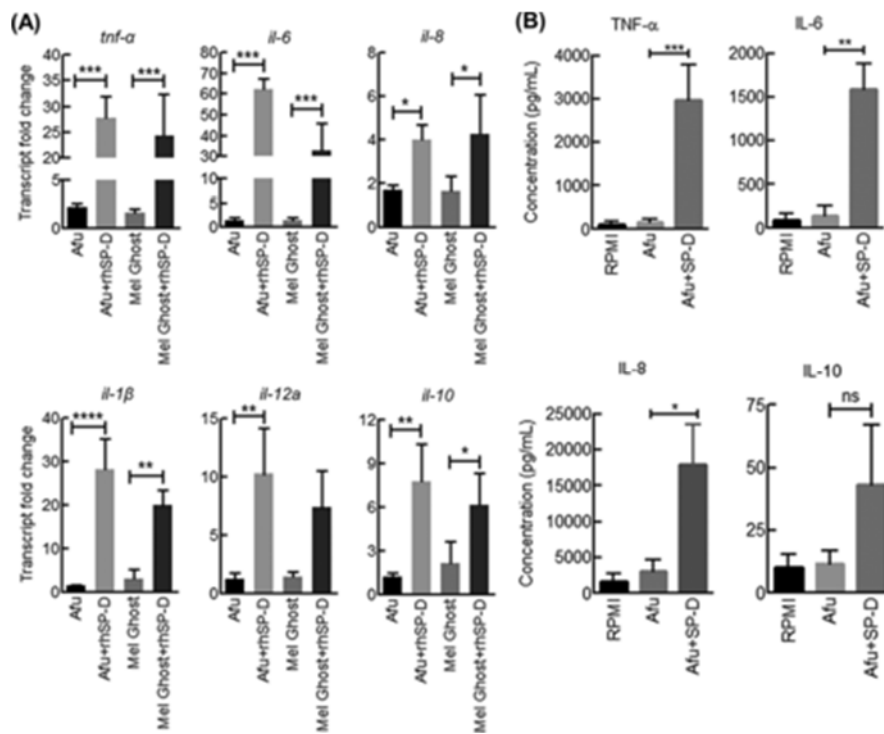 (A)
tnf-α
Transcript fold change
40
35
30
25
20
5
0
***
***
Afu
Afu+rhSP-D
Mel Ghost
Mel Ghost+rhSP-D
il-6
80
70
60
50
40
30
10
5
0
***
***
Afu
Afu+rhSP-D
Mel Ghost
Mel Ghost+rhSP-D
il-8
8
6
4
2
0
*
*
Afu
Afu+rhSP-D
Mel Ghost
Mel Ghost+rhSP-D
il-1β
Transcript fold change
40
30
20
10
0
****
**
Afu
Afu+rhSP-D
Mel Ghost
Mel Ghost+rhSP-D
il-12a
15
10
5
0
**
Afu
Afu+rhSP-D
Mel Ghost
Mel Ghost+rhSP-D
il-10
12
9
6
3
0
**
*
Afu
Afu+rhSP-D
Mel Ghost
Mel Ghost+rhSP-D
(B)
TNF-α
Concentration (pg/mL)
4000
3000
2000
1000
0
***
RPMI
Afu
Afu+SP-D
IL-6
2000
1500
1000
500
0
**
RPMI
Afu
Afu+SP-D
IL-8
Concentration (pg/mL)
25000
20000
15000
10000
5000
0
*
RPMI
Afu
Afu+SP-D
IL-10
75
50
25
0
ns
RPMI
Afu
Afu+SP-D